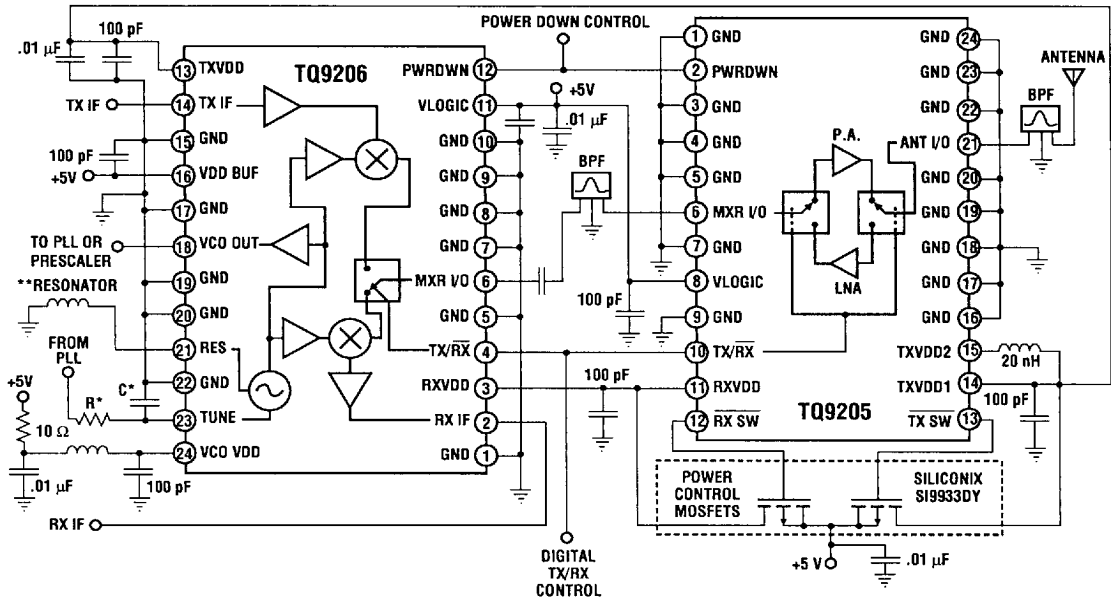 POWER DOWN CONTROL
100 pF
.01 µF
TQ9206
13 TXVDD
PWRDWN 12
TX IF
14 TX IF
VLOGIC 11
15 GND
GND 10
100 pF
+5V
16 VDD BUF
GND 9
17 GND
GND 8
TO PLL OR
PRESCALER
18 VCO OUT
GND 7
19 GND
MXR I/O 6
**RESONATOR
20 GND
GND 5
FROM
PLL
21 RES
TX/RX 4
+5V
22 GND
C*
RXVDD 3
R*
23 TUNE
RX IF 2
10 Ω
24 VCO VDD
GND 1
.01 µF
100 pF
RX IF
+5V
.01 µF
BPF
100 pF
100 pF
DIGITAL
TX/RX
CONTROL
1 GND
GND 24
2 PWRDWN
GND 23
3 GND
GND 22
4 GND
P.A.
ANT I/O 21
5 GND
GND 20
6 MXR I/O
GND 19
7 GND
GND 18
LNA
8 VLOGIC
GND 17
9 GND
GND 16
10 TX/RX
TXVDD2 15
20 nH
11 RXVDD
TXVDD1 14
TQ9205
100 pF
12 RX SW
TX SW 13
ANTENNA
BPF
POWER
CONTROL
MOSFETS
SILICONIX
SI9933DY
+5 V
.01 µF